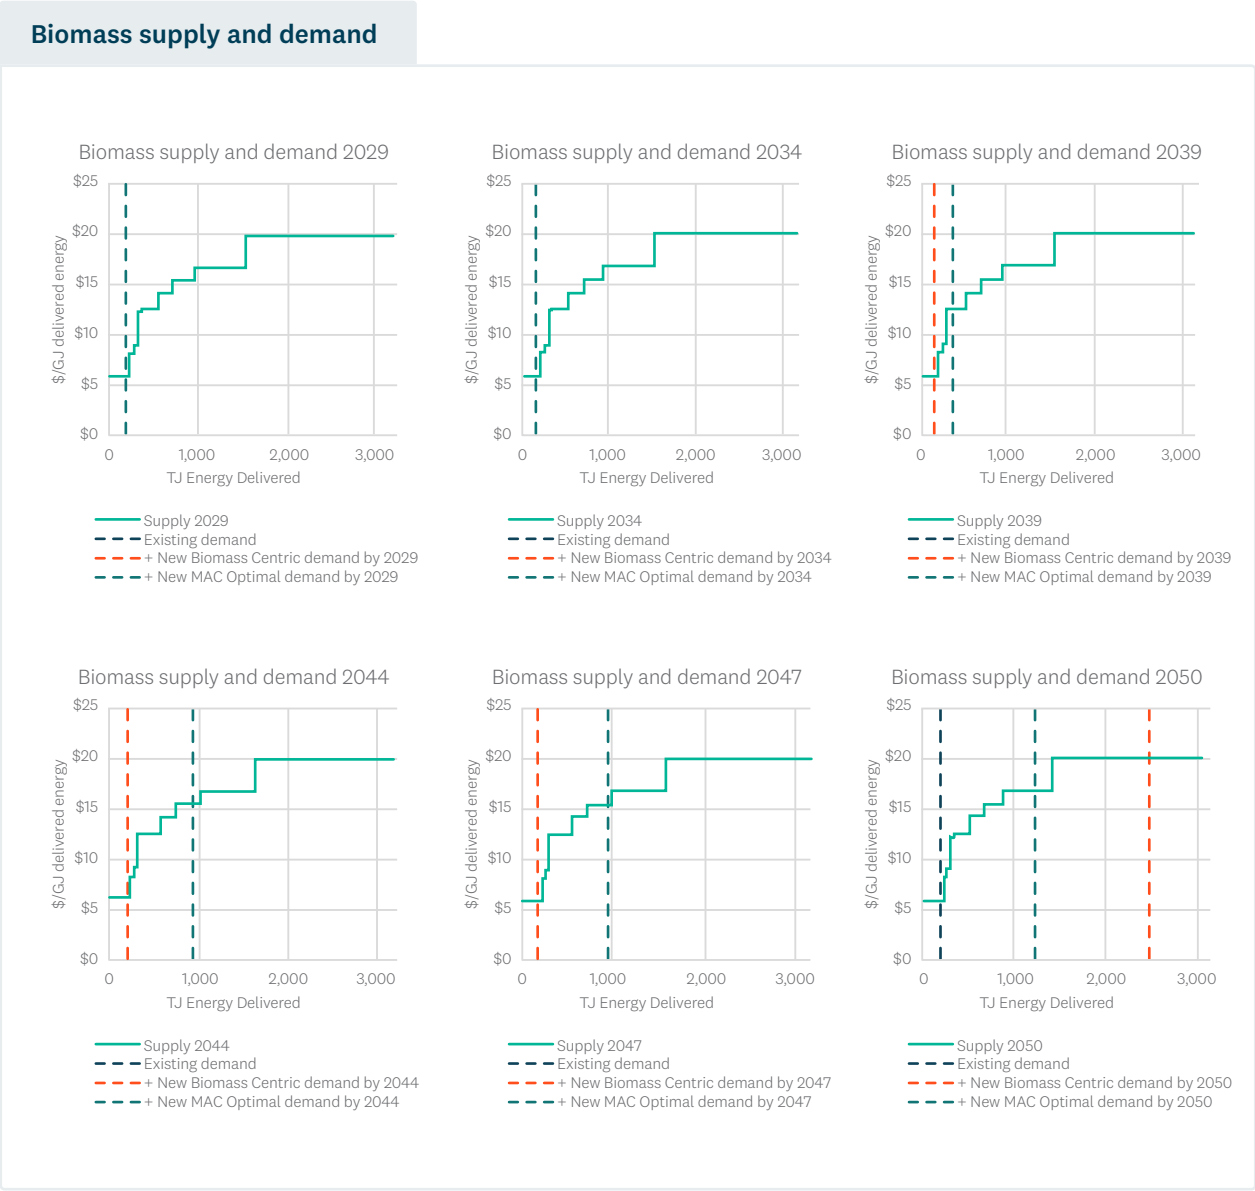 Biomass supply and demand
Biomass supply and demand 2029
$25
$20
$15
$10
$5
$0
$/GJ delivered energy
0 1,000 2,000 3,000
TJ Energy Delivered
Supply 2029
Existing demand
+ New Biomass Centric demand by 2029
+ New MAC Optimal demand by 2029
Biomass supply and demand 2034
$25
$20
$15
$10
$5
$0
$/GJ delivered energy
0 1,000 2,000 3,000
TJ Energy Delivered
Supply 2034
Existing demand
+ New Biomass Centric demand by 2034
+ New MAC Optimal demand by 2034
Biomass supply and demand 2039
$25
$20
$15
$10
$5
$0
$/GJ delivered energy
0 1,000 2,000 3,000
TJ Energy Delivered
Supply 2039
Existing demand
+ New Biomass Centric demand by 2039
+ New MAC Optimal demand by 2039
Biomass supply and demand 2044
$25
$20
$15
$10
$5
$0
$/GJ delivered energy
0 1,000 2,000 3,000
TJ Energy Delivered
Supply 2044
Existing demand
+ New Biomass Centric demand by 2044
+ New MAC Optimal demand by 2044
Biomass supply and demand 2047
$25
$20
$15
$10
$5
$0
$/GJ delivered energy
0 1,000 2,000 3,000
TJ Energy Delivered
Supply 2047
Existing demand
+ New Biomass Centric demand by 2047
+ New MAC Optimal demand by 2047
Biomass supply and demand 2050
$25
$20
$15
$10
$5
$0
$/GJ delivered energy
0 1,000 2,000 3,000
TJ Energy Delivered
Supply 2050
Existing demand
+ New Biomass Centric demand by 2050
+ New MAC Optimal demand by 2050